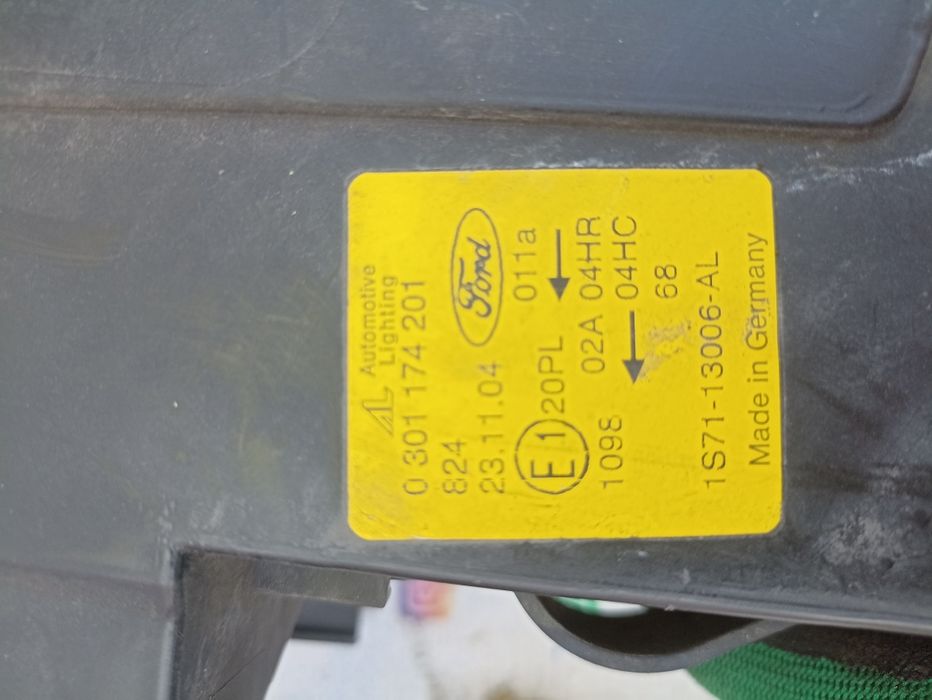 AL Automotive Lighting
0 301 174 201
824
23.11.04 Ford
E1 20PL 011a
1098 02A 04HR
04HC
68
1S71-13006-AL
Made in Germany